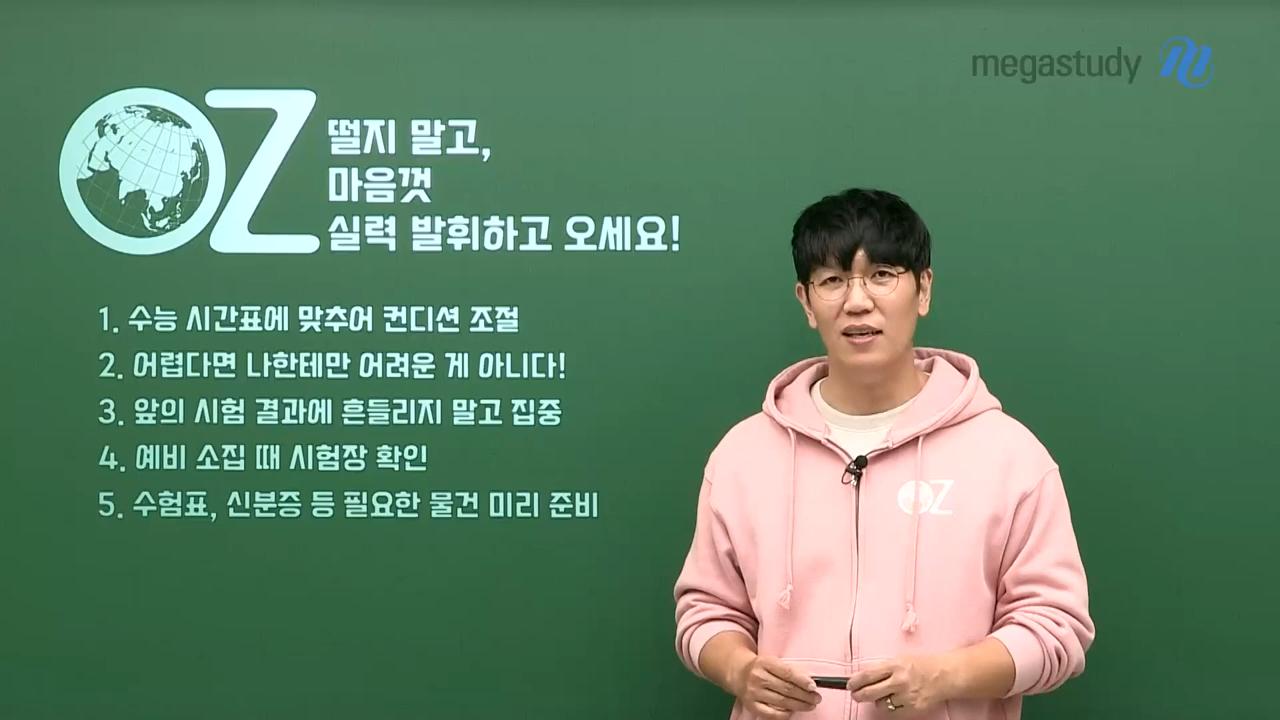 megastudy
OZ
떨지 말고,
마음껏
실력 발휘하고 오세요!
1. 수능 시간표에 맞추어 컨디션 조절
2. 어렵다면 나한테만 어려운 게 아니다!
3. 앞의 시험 결과에 흔들리지 말고 집중
4. 예비 소집 때 시험장 확인
5. 수험표, 신분증 등 필요한 물건 미리 준비
OZ